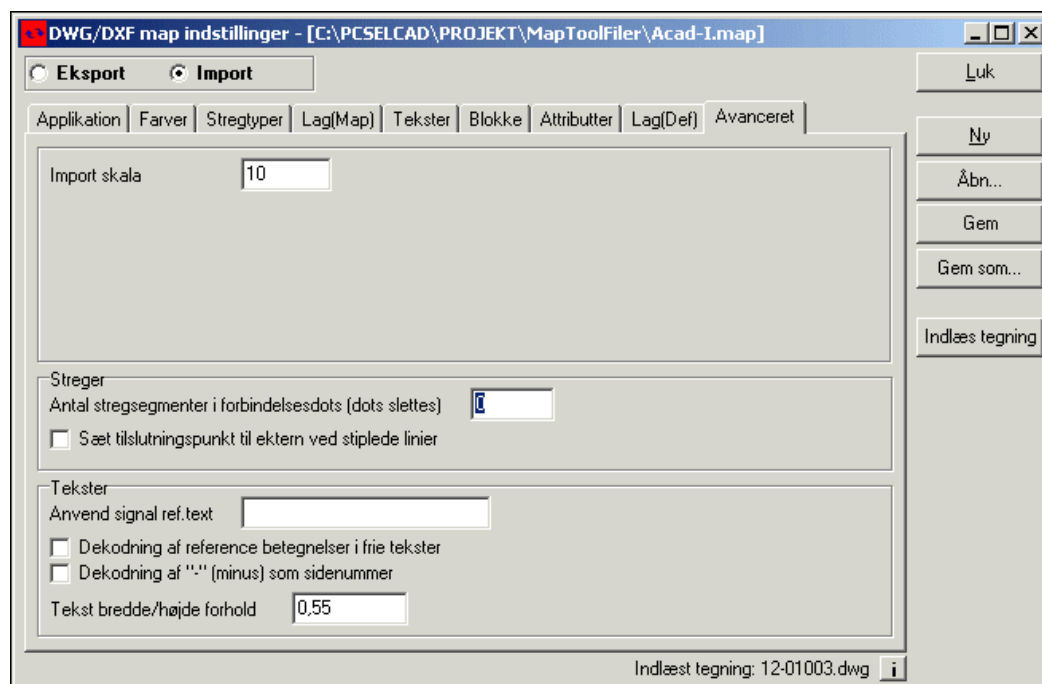 DWG/DXF map indstillinger - [C:\PCSELCAD\PROJEKT\MapToolFiler\Acad-I.map]
Eksport Import
Luk
Applikation Farver Stregtyper Lag(Map) Tekster Blokke Attributter Lag(Def) Avanceret
Ny
Import skala 10
Åbn...
Gem
Gem som...
Indlæs tegning
Streger
Antal stregsegmenter i forbindelsesdots (dots slettes) 0
Sæt tilslutningspunkt til ektern ved stiplede linier
Tekster
Anvend signal ref.text
Dekodning af reference betegnelser i frie tekster
Dekodning af "-" (minus) som sidenummer
Tekst bredde/højde forhold 0,55
Indlæst tegning: 12-01003.dwg i